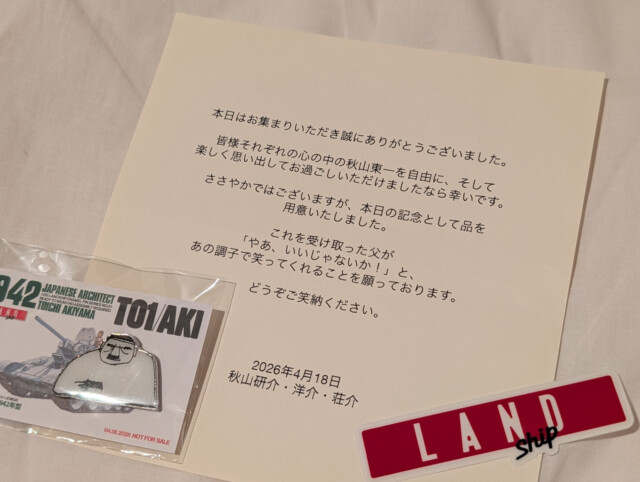 本日はお集まりいただき誠にありがとうございました。
皆様それぞれの心の中の秋山東一を自由に、そして
楽しく思い出してお過ごしいただけましたなら幸いです。
ささやかではございますが、本日の記念として品を
用意いたしました。
これを受け取った父が
「やあ、いいじゃないか！」と、
あの調子で笑ってくれることを願っております。
どうぞご笑納ください。
2026年4月18日
秋山研介・洋介・荘介
942 JAPANESE ARCHITECT
TOICHI AKIYAMA
TO1/AKI
942年型
04.18.2026 NOT FOR SALE
LAND
ship